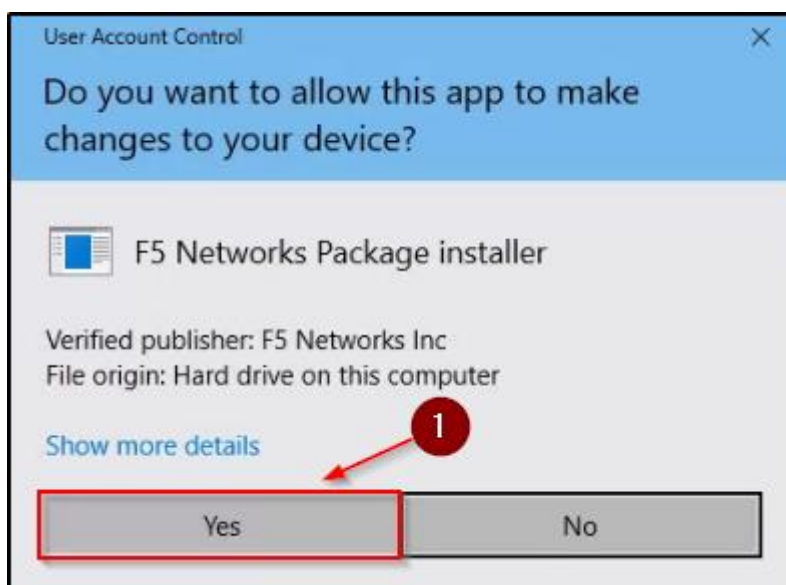 User Account Control
Do you want to allow this app to make
changes to your device?
F5 Networks Package installer
Verified publisher: F5 Networks Inc
File origin: Hard drive on this computer
Show more details
1
Yes
No